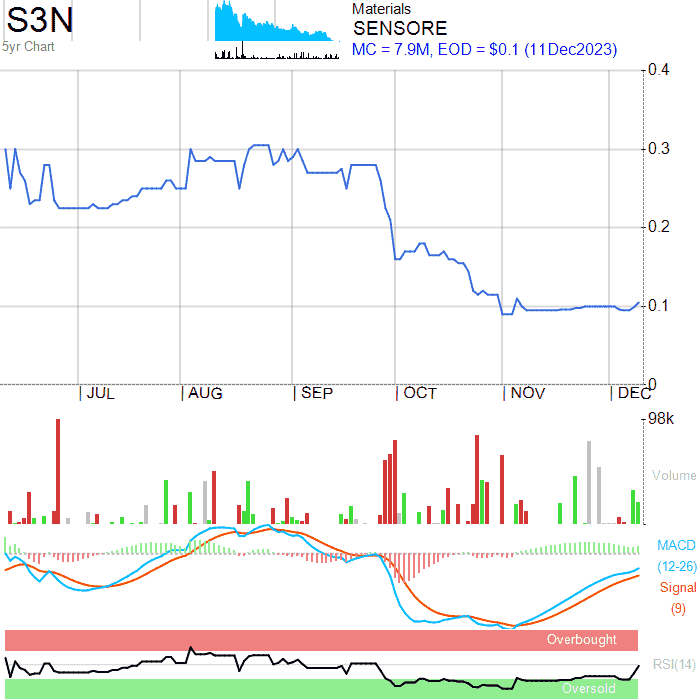 S3N
5yr Chart
Materials
SENSORE
MC = 7.9M, EOD = $0.1 (11Dec2023)
0.4
0.3
0.2
0.1
0
JUL AUG SEP OCT NOV DEC
98k
Volume
MACD
(12-26)
Signal
(9)
Overbought
RSI(14)
Oversold